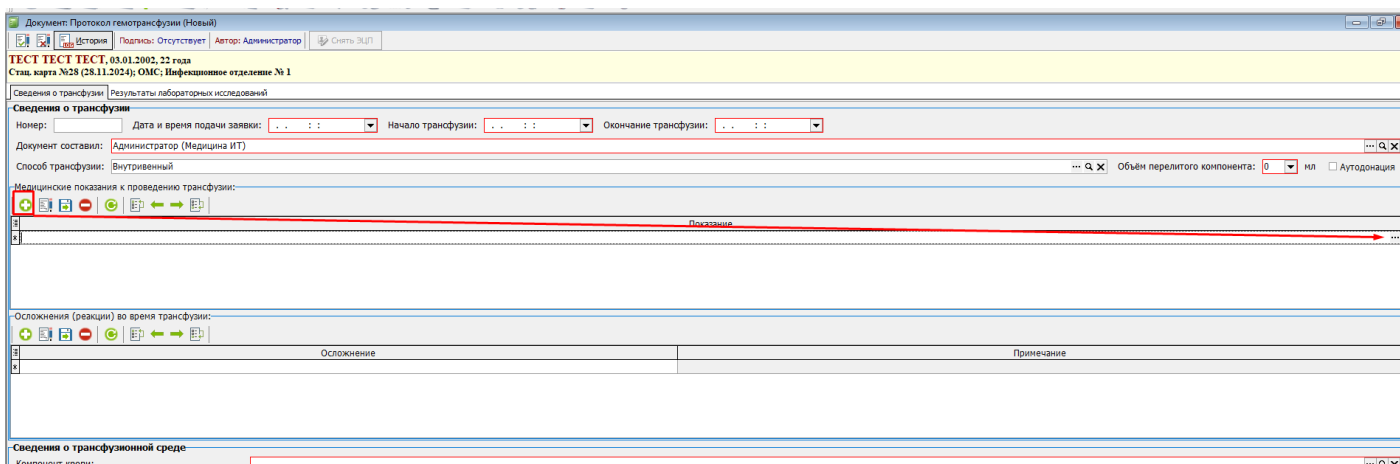 Документ: Протокол гемотрансфузии (Новый)
История Подпись: Отсутствует Автор: Администратор Снять ЭЦП
ТЕСТ ТЕСТ ТЕСТ, 03.01.2002, 22 года
Стац. карта №28 (28.11.2024); ОМС; Инфекционное отделение № 1
Сведения о трансфузии Результаты лабораторных исследований
Сведения о трансфузии
Номер: Дата и время подачи заявки: . . : : Начало трансфузии: . . : : Окончание трансфузии: . . : :
Документ составил: Администратор (Медицина ИТ)
Способ трансфузии: Внутривенный Объём перелитого компонента: 0 мл Аутодонация
Медицинские показания к проведению трансфузии:
Показание
Осложнения (реакции) во время трансфузии:
Осложнение Примечание
Сведения о трансфузионной среде
Компонент крови: